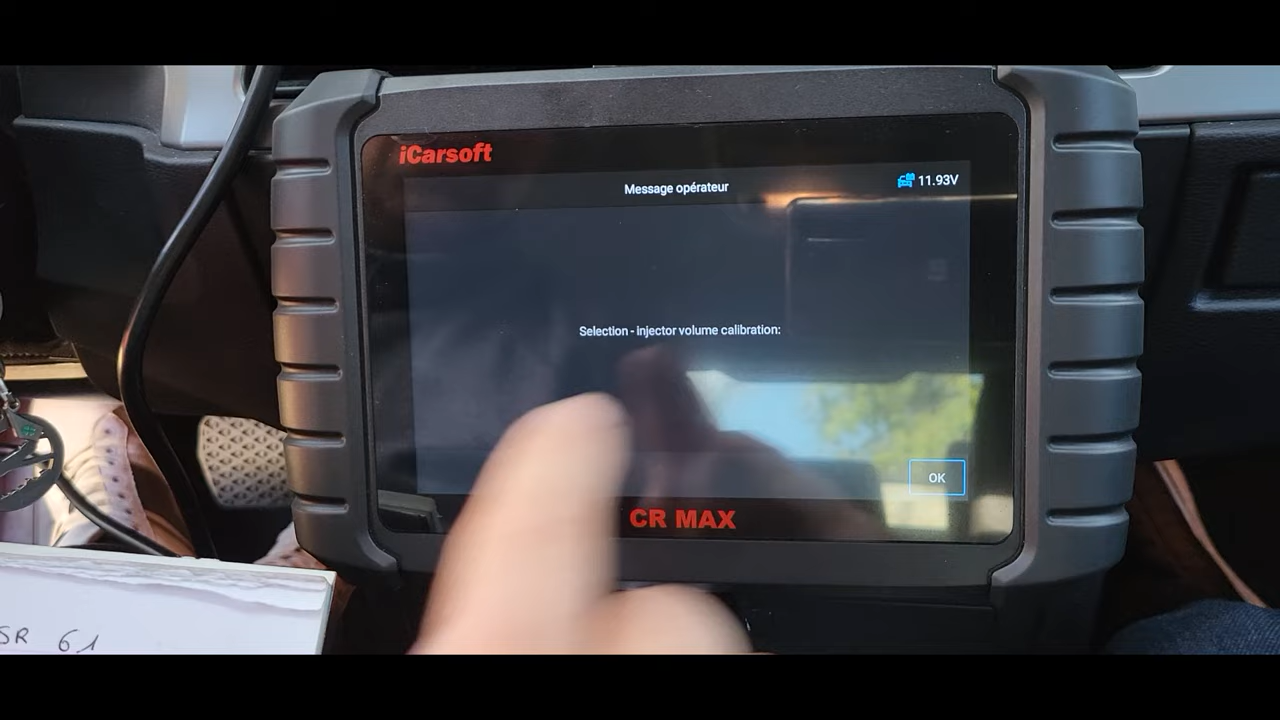 iCarsoft
Message opérateur
11.93V
Selection - injector volume calibration:
OK
CR MAX
SR 61